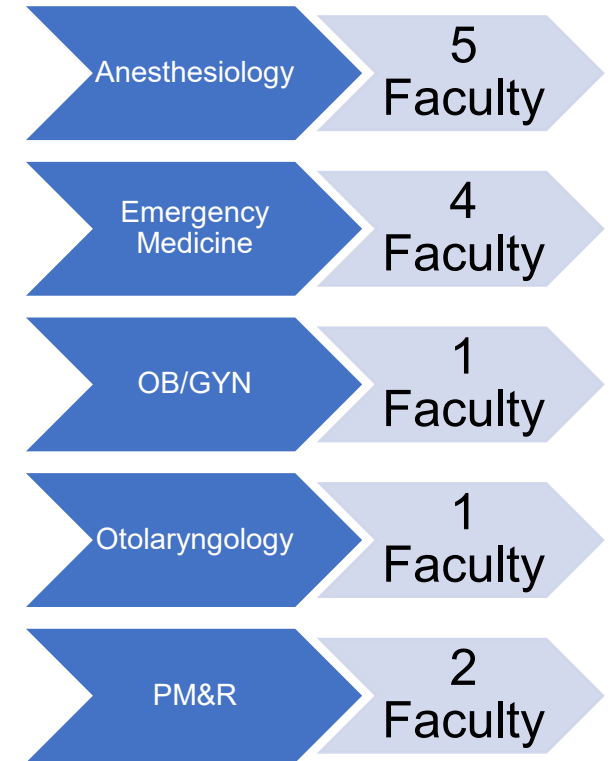 Anesthesiology
5
Faculty
Emergency
Medicine
4
Faculty
OB/GYN
1
Faculty
Otolaryngology
1
Faculty
PM&R
2
Faculty